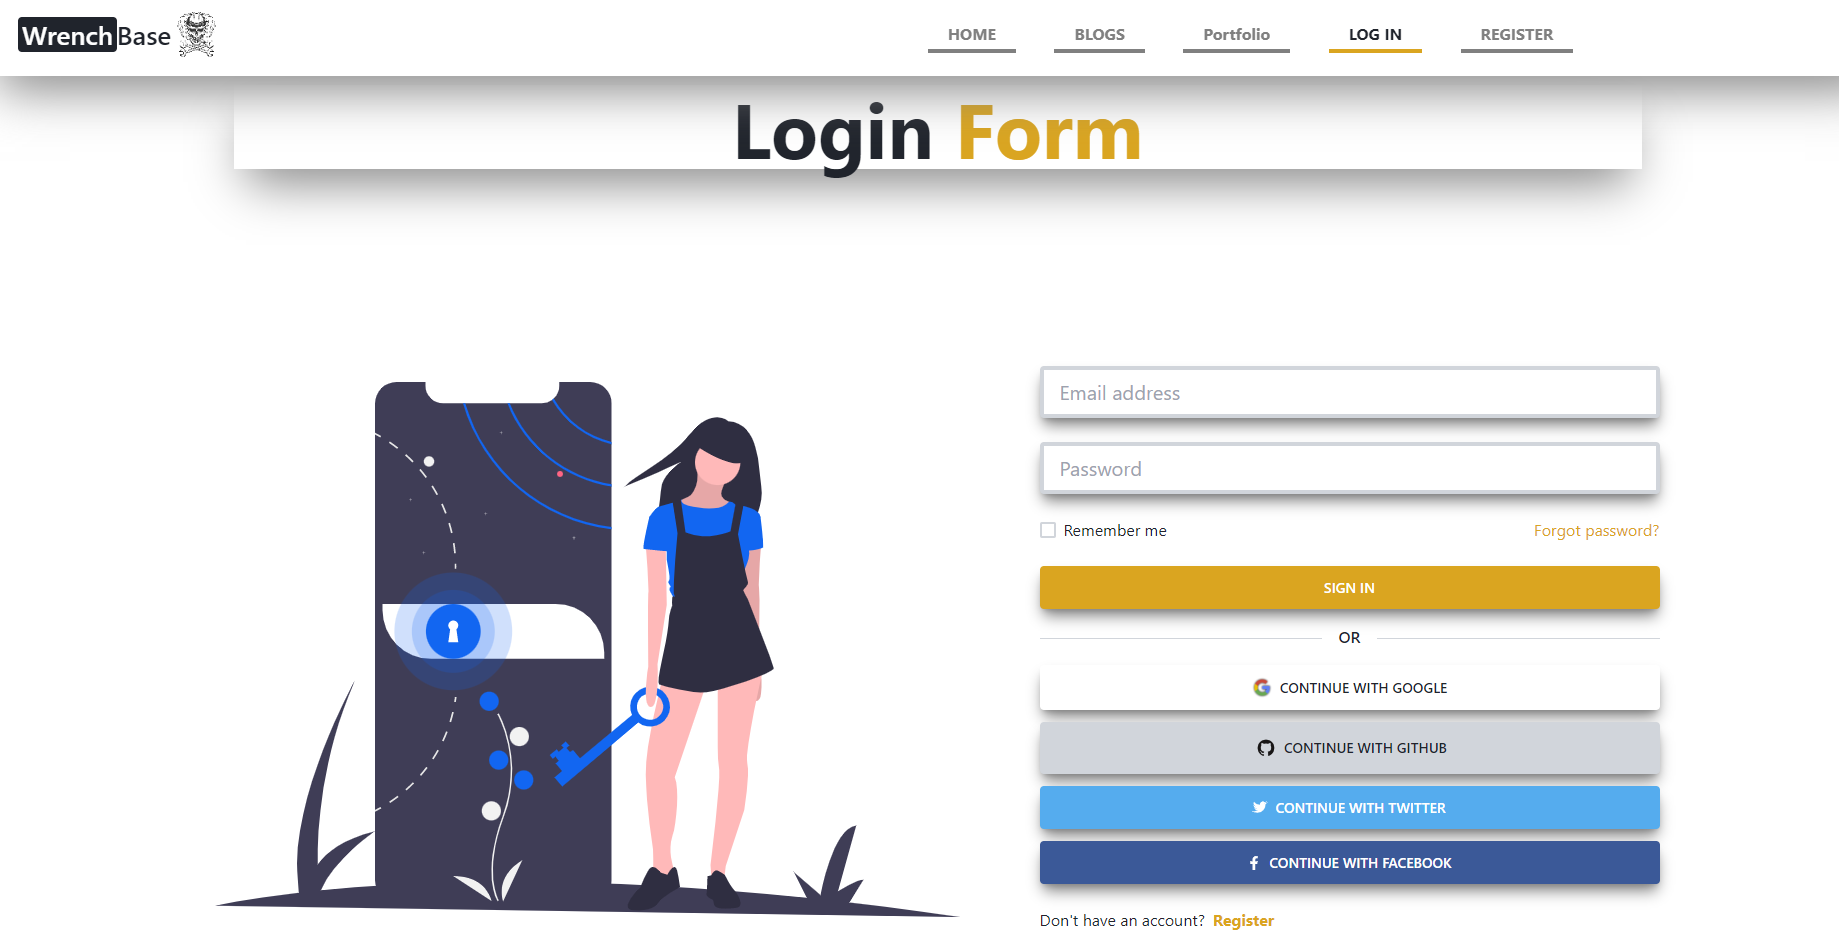 WrenchBase
HOME BLOGS Portfolio LOG IN REGISTER
Login Form
Email address
Password
Remember me Forgot password?
SIGN IN
OR
CONTINUE WITH GOOGLE
CONTINUE WITH GITHUB
CONTINUE WITH TWITTER
CONTINUE WITH FACEBOOK
Don't have an account? Register